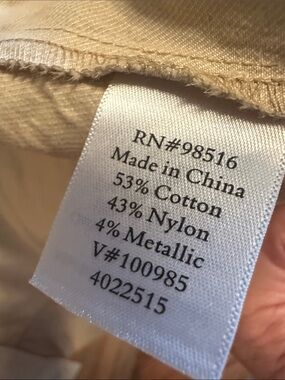 RN#98516
Made in China
53% Cotton
43% Nylon
4% Metallic
V#100985
4022515